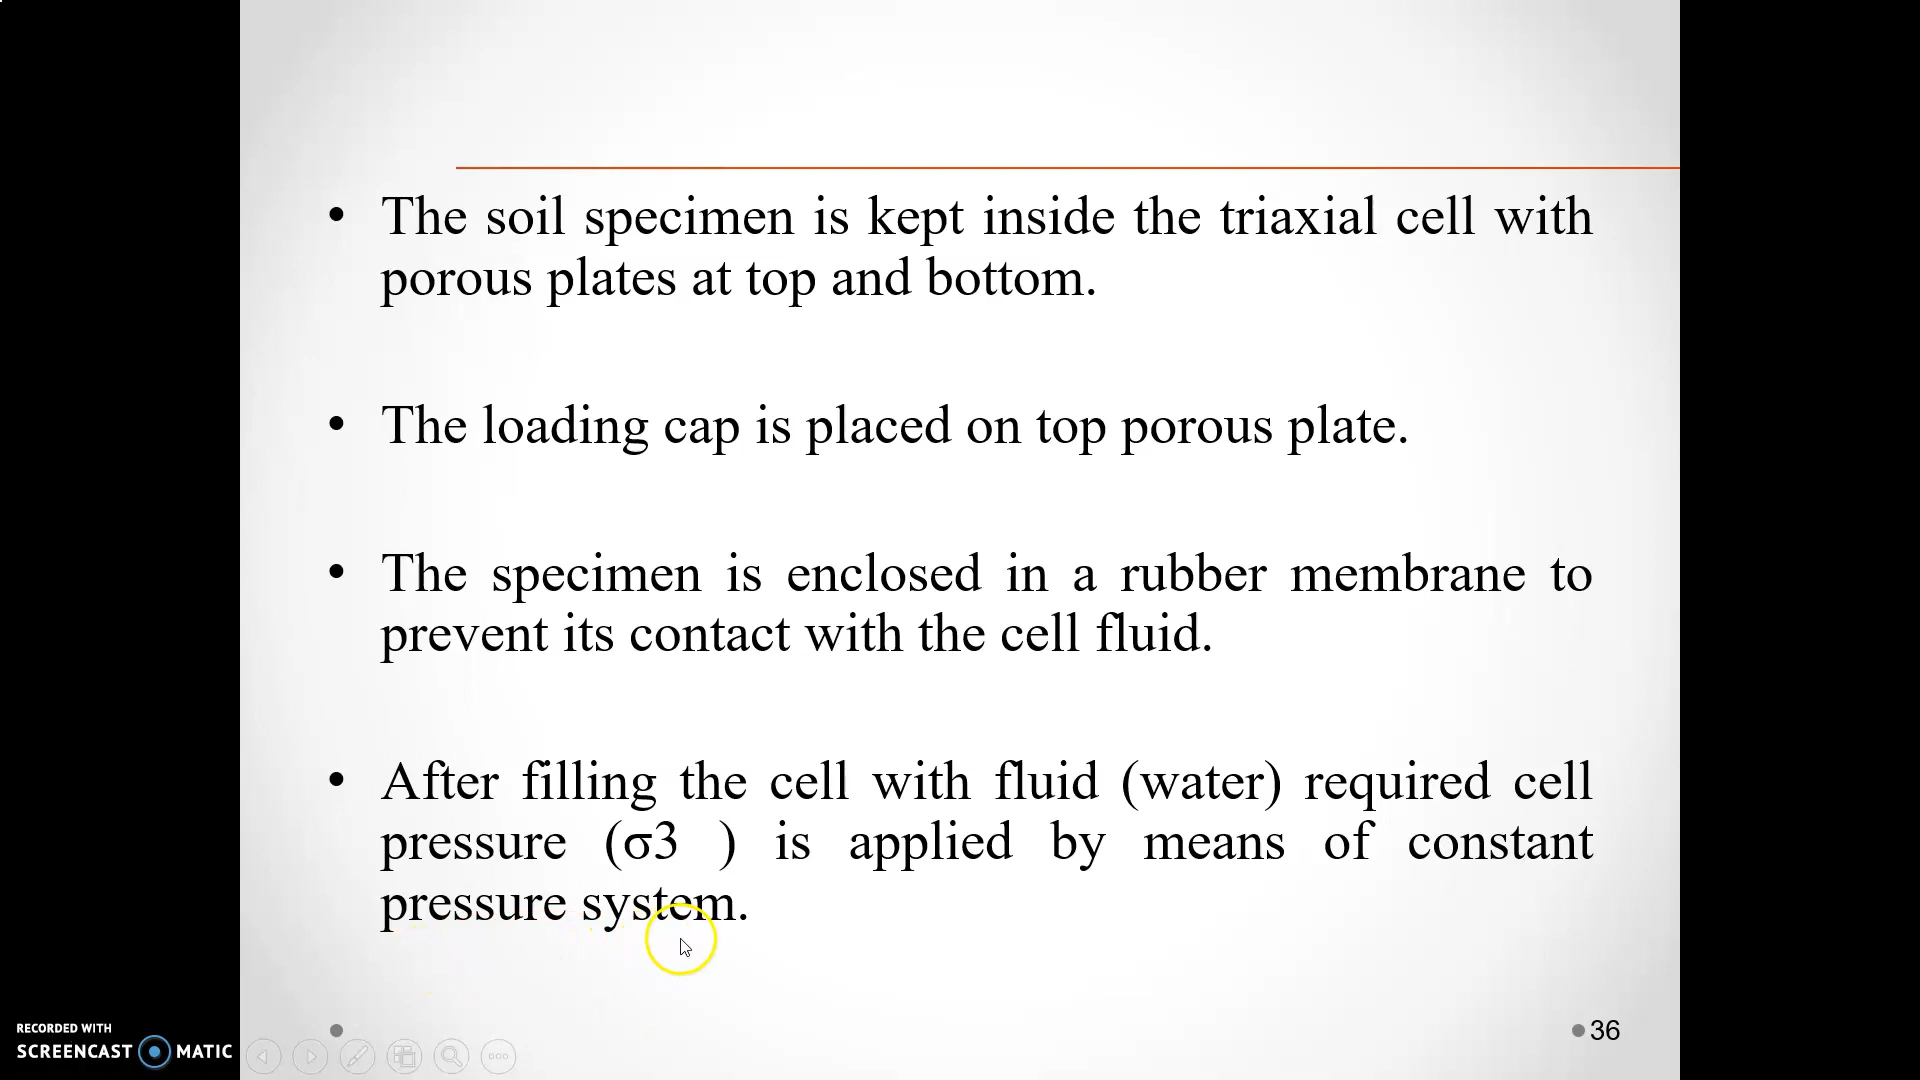 • The soil specimen is kept inside the triaxial cell with
porous plates at top and bottom.
• The loading cap is placed on top porous plate.
• The specimen is enclosed in a rubber membrane to
prevent its contact with the cell fluid.
• After filling the cell with fluid (water) required cell
pressure (σ3 ) is applied by means of constant
pressure system.
36
RECORDED WITH
SCREENCAST MATIC